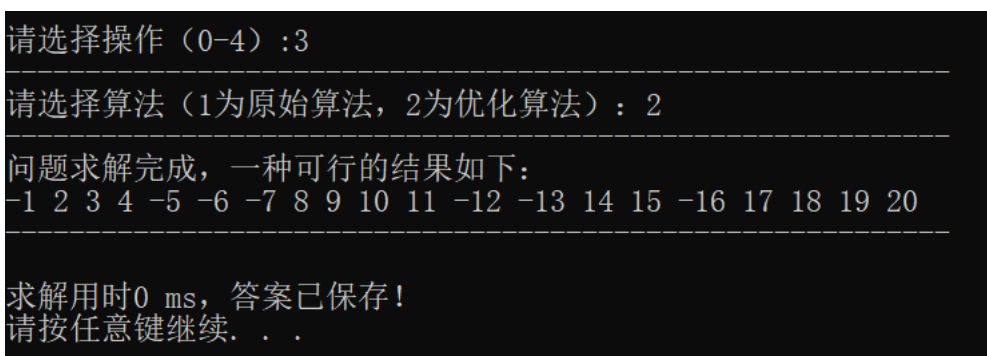 请选择操作（0-4）:3
-----------------------------------------------------------
请选择算法（1为原始算法，2为优化算法）: 2
-----------------------------------------------------------
问题求解完成，一种可行的结果如下:
-1 2 3 4 -5 -6 -7 8 9 10 11 -12 -13 14 15 -16 17 18 19 20
-----------------------------------------------------------
求解用时0 ms，答案已保存!
请按任意键继续. . .